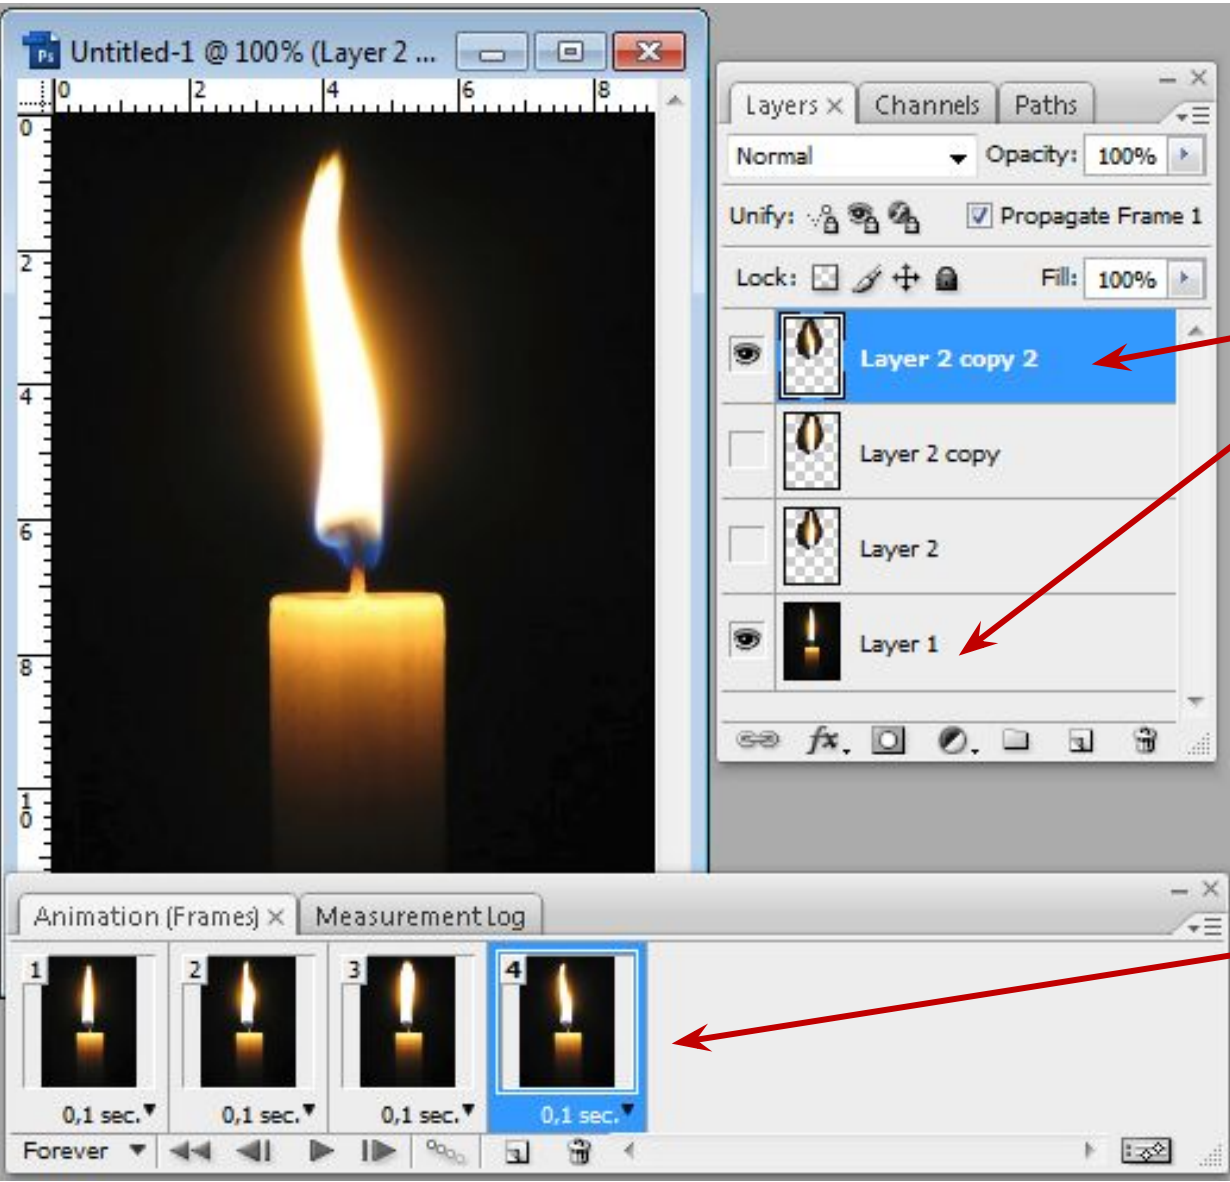 Ps Untitled-1 @ 100% (Layer 2 ...
0 2 4 6 8
0
2
4
6
8
10
Layers × Channels Paths
Normal Opacity: 100%
Unify: Propagate Frame 1
Lock: Fill: 100%
Layer 2 copy 2
Layer 2 copy
Layer 2
Layer 1
fx.
Animation (Frames) × Measurement Log
1 2 3 4
0,1 sec. 0,1 sec. 0,1 sec. 0,1 sec.
Forever